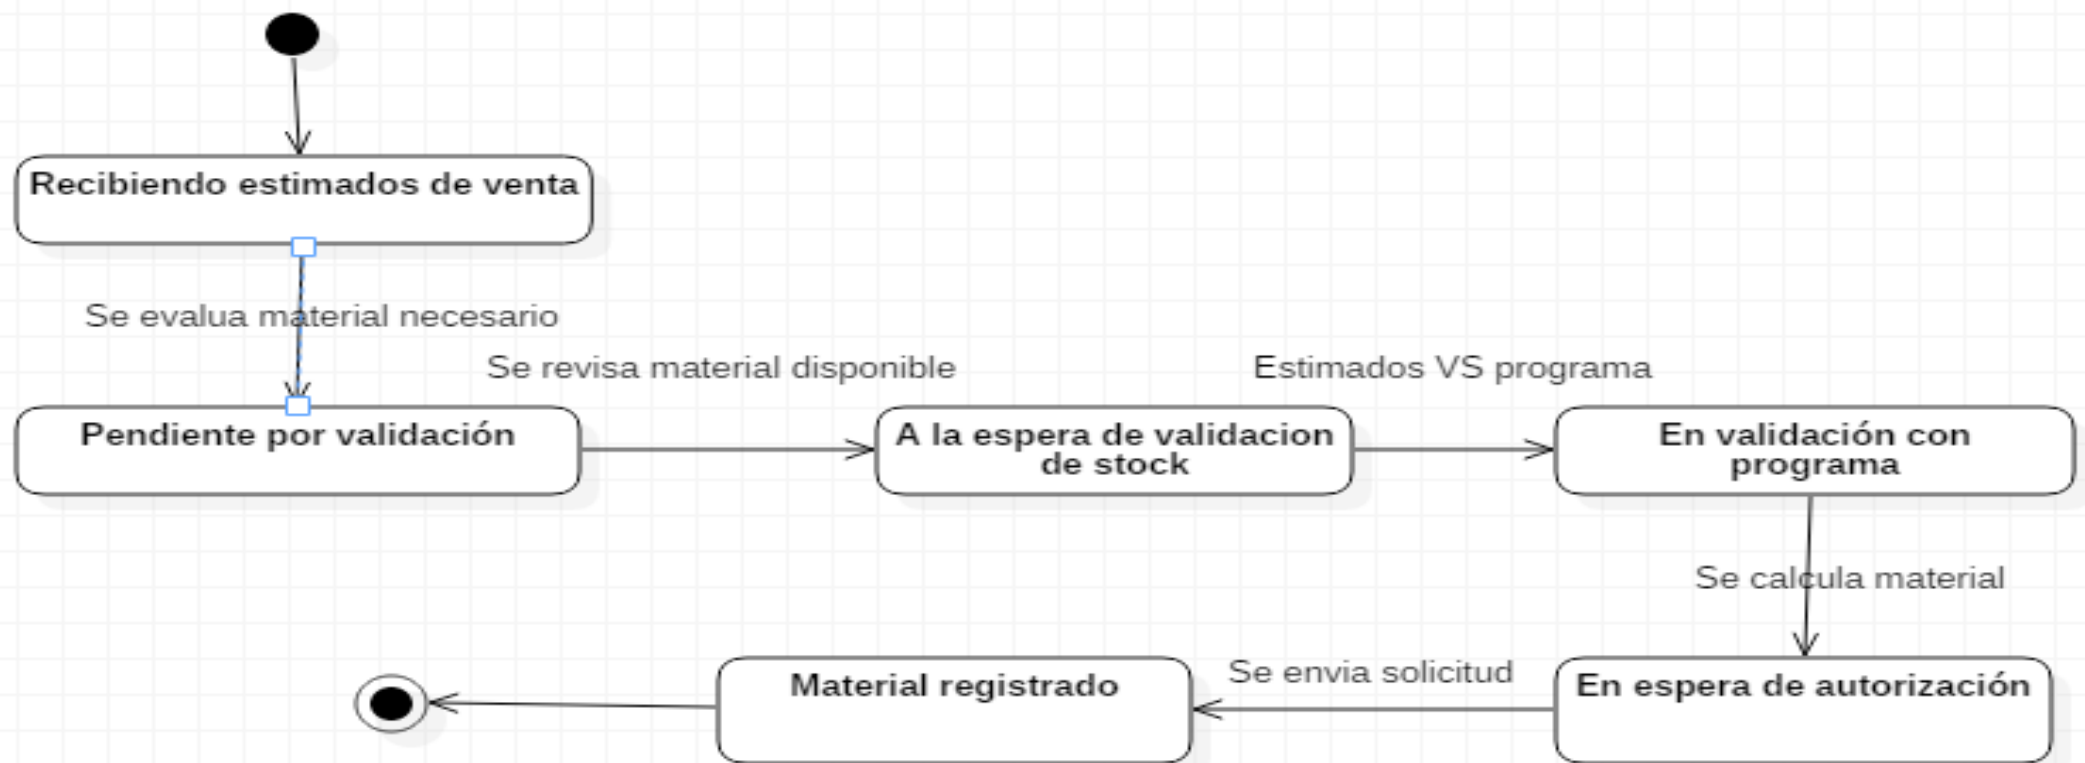 Recibiendo estimados de venta
Se evalua material necesario
Se revisa material disponible
Estimados VS programa
Pendiente por validación
A la espera de validacion
de stock
En validación con
programa
Se calcula material
Material registrado
Se envia solicitud
En espera de autorización